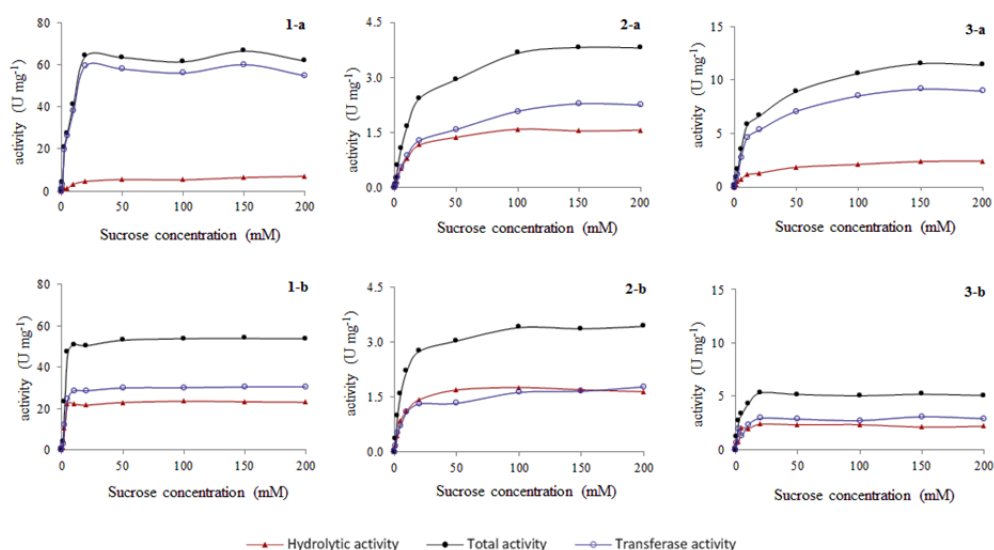 1-a
80
60
40
20
0
activity (U mg⁻¹)
0 50 100 150 200
Sucrose concentration (mM)
2-a
4.5
3.0
1.5
0.0
activity (U mg⁻¹)
0 50 100 150 200
Sucrose concentration (mM)
3-a
15
10
5
0
activity (U mg⁻¹)
0 50 100 150 200
Sucrose concentration (mM)
1-b
80
60
40
20
0
activity (U mg⁻¹)
0 50 100 150 200
Sucrose concentration (mM)
2-b
4.5
3.0
1.5
0.0
activity (U mg⁻¹)
0 50 100 150 200
Sucrose concentration (mM)
3-b
15
10
5
0
activity (U mg⁻¹)
0 50 100 150 200
Sucrose concentration (mM)
Hydrolytic activity Total activity Transferase activity